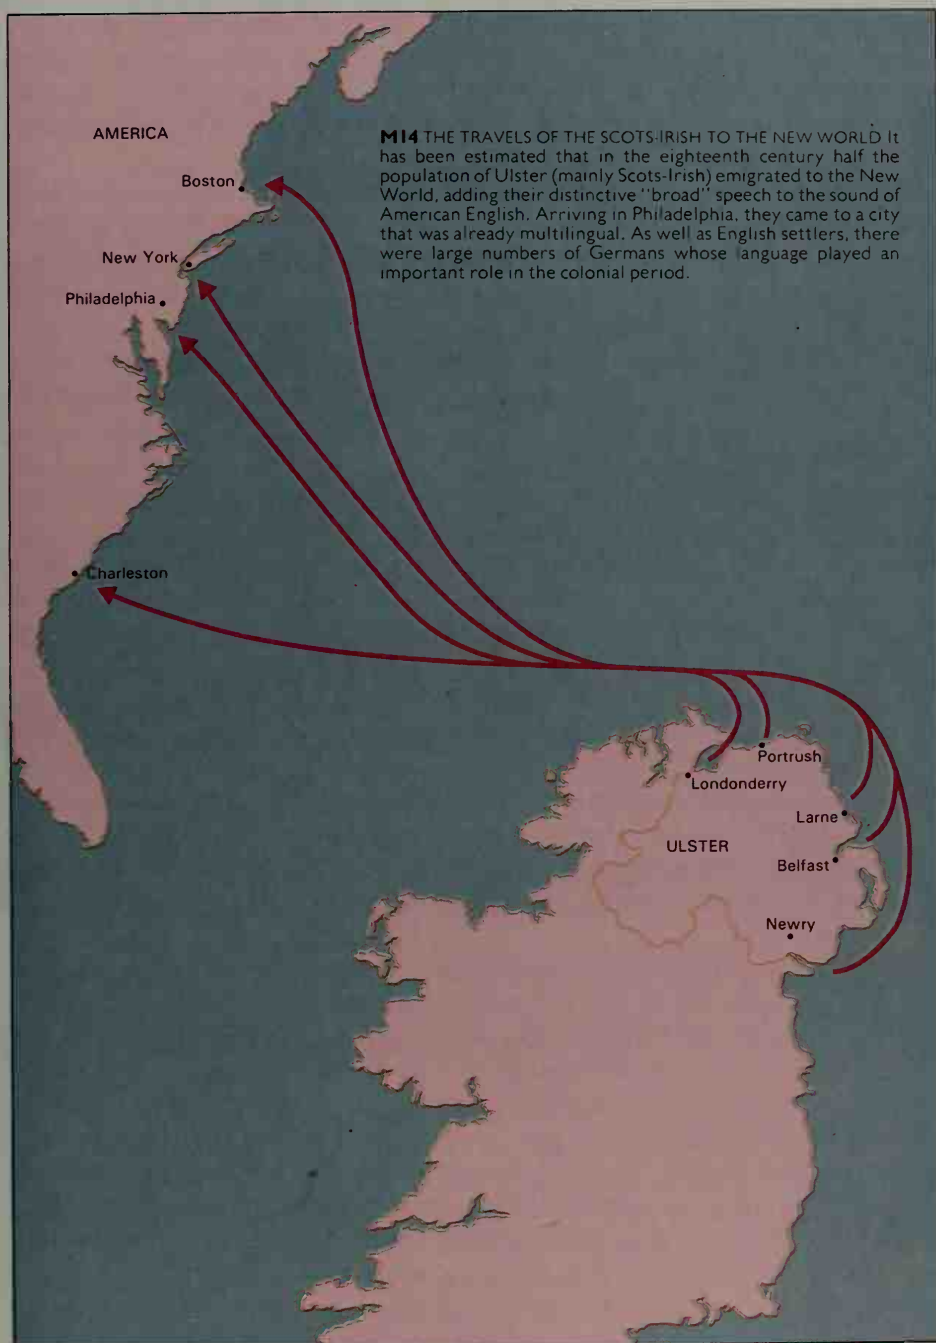 AMERICA
M14 THE TRAVELS OF THE SCOTS-IRISH TO THE NEW WORLD It
has been estimated that in the eighteenth century half the
population of Ulster (mainly Scots-Irish) emigrated to the New
World, adding their distinctive "broad" speech to the sound of
American English. Arriving in Philadelphia, they came to a city
that was already multilingual. As well as English settlers, there
were large numbers of Germans whose language played an
important role in the colonial period.
Boston
New York
Philadelphia
Charleston
Portrush
Londonderry
Larne
ULSTER
Belfast
Newry